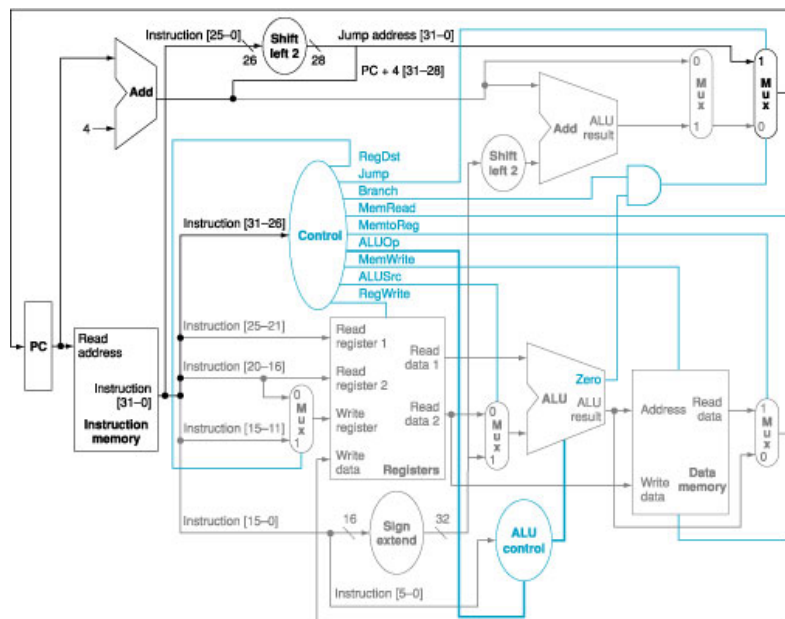 Instruction [25–0]
Shift
left 2
Jump address [31–0]
26
28
PC + 4 [31–28]
Add
4
0
Mux
1
1
Mux
0
Add
ALU
result
Shift
left 2
RegDst
Jump
Branch
MemRead
MemtoReg
ALUOp
MemWrite
ALUSrc
RegWrite
Control
Instruction [31–26]
PC
Read
address
Instruction
[31–0]
Instruction
memory
Instruction [25–21]
Instruction [20–16]
Instruction [15–11]
0
Mux
1
Read
register 1
Read
register 2
Write
register
Write
data
Read
data 1
Read
data 2
Registers
0
Mux
1
Zero
ALU
ALU
result
Address
Read
data
Write
data
Data
memory
1
Mux
0
Instruction [15–0]
16
Sign
extend
32
ALU
control
Instruction [5–0]